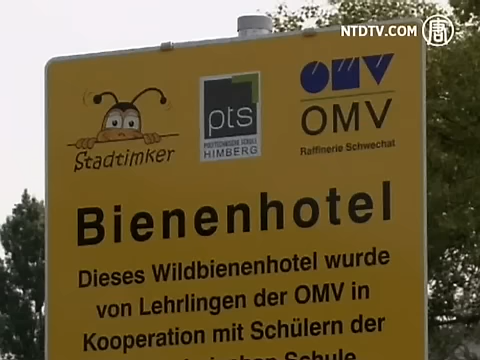 NTDTV.COM
Stadtimker
pts
POLYTECHNISCHE SCHULE
HIMBERG
OMV
OMV
Raffinerie Schwechat
Bienenhotel
Dieses Wildbienenhotel wurde
von Lehrlingen der OMV in
Kooperation mit Schülern der
Schule